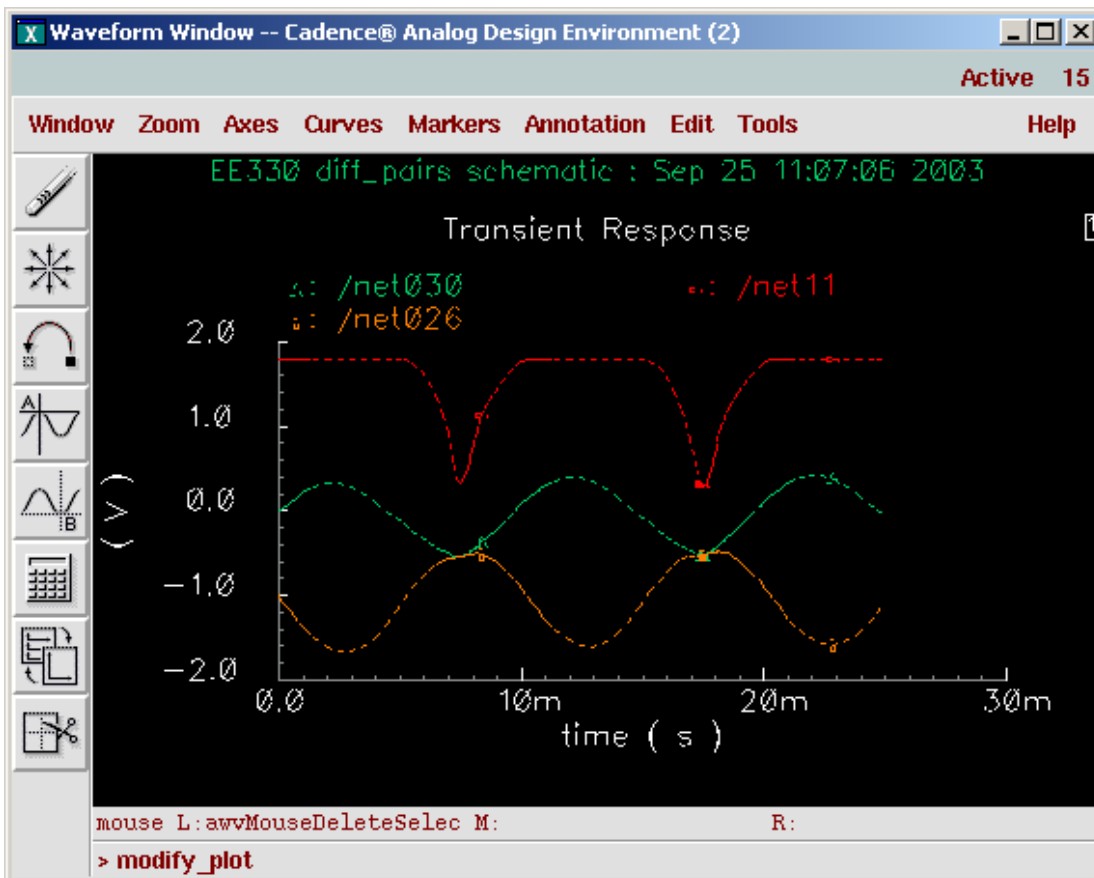 X Waveform Window -- Cadence® Analog Design Environment (2)
Active 15
Window Zoom Axes Curves Markers Annotation Edit Tools Help
EE330 diff_pairs schematic : Sep 25 11:07:06 2003
Transient Response
1
: /net030
: /net11
: /net026
A
B
(V)
2.0
1.0
0.0
-1.0
-2.0
0.0 10m 20m 30m
time ( s )
mouse L:awvMouseDeleteSelec M: R:
> modify_plot